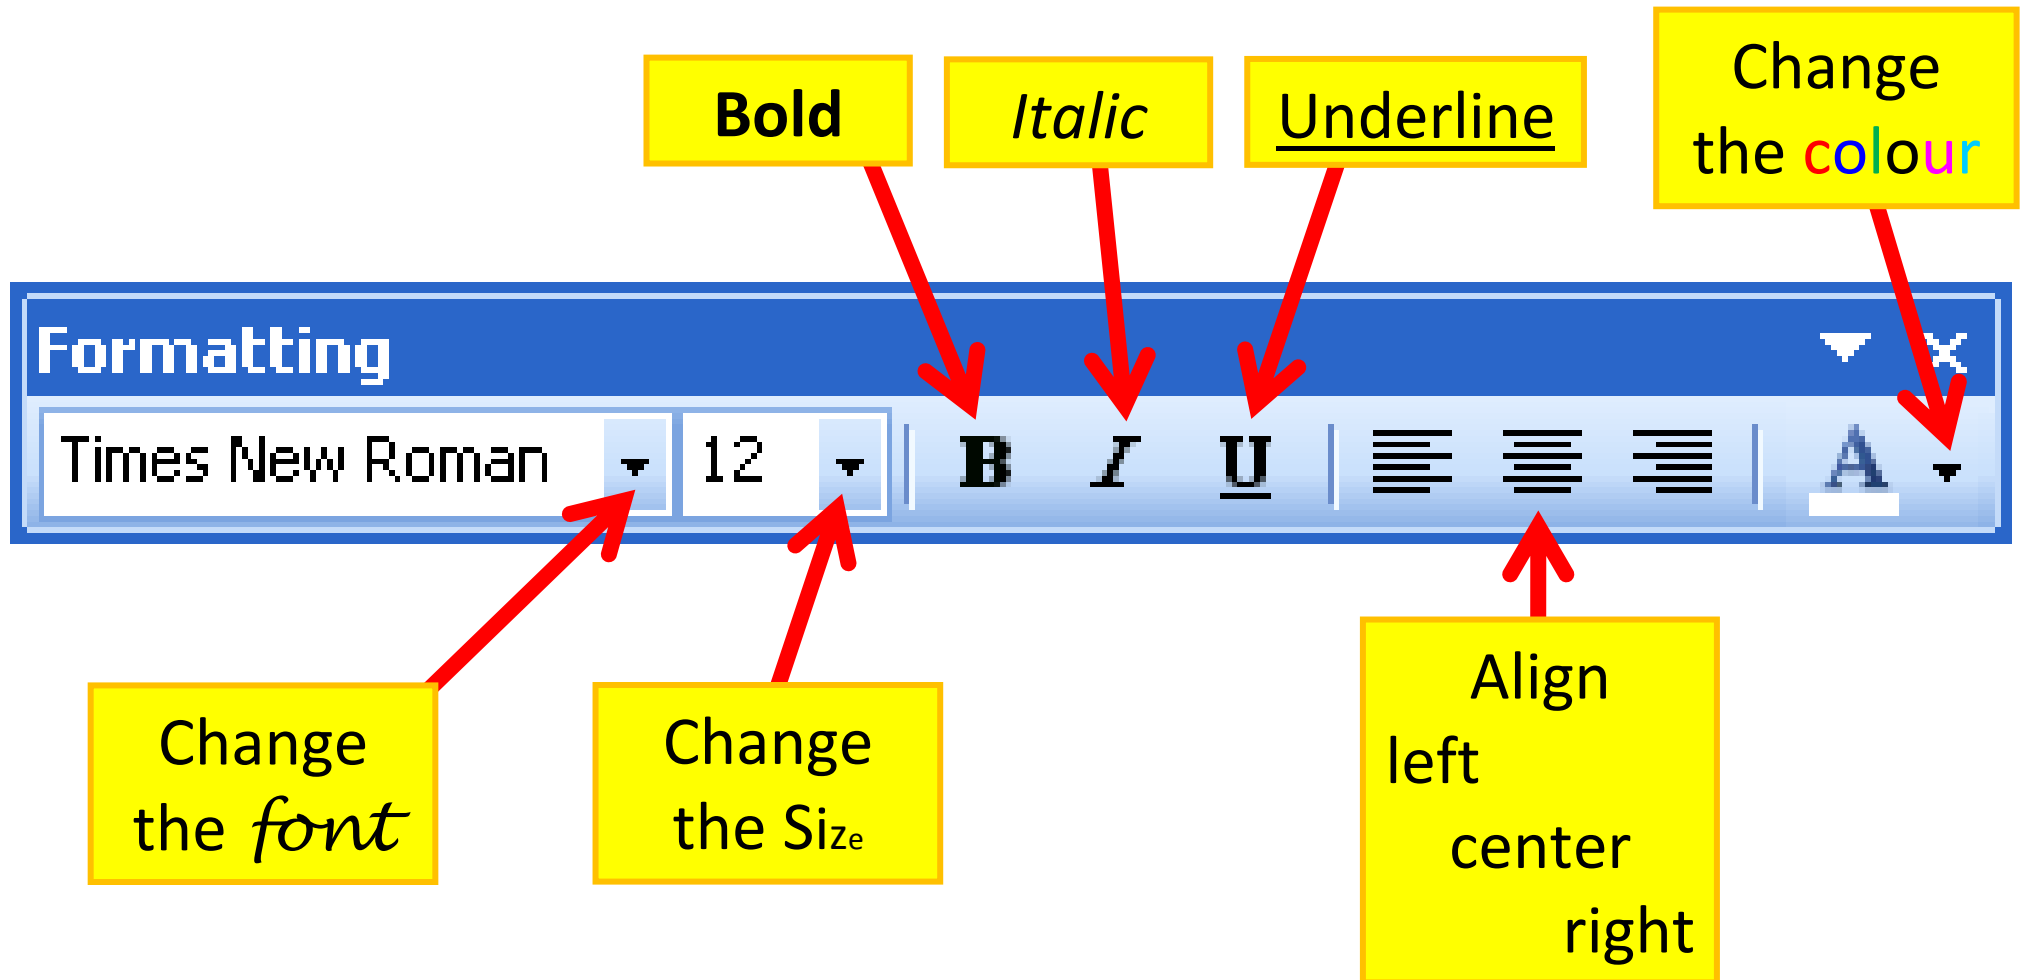 Bold
Italic
Underline
Change
the colour
Formatting
Times New Roman
12
B
I
U
A
Change
the font
Change
the Size
Align
left
center
right